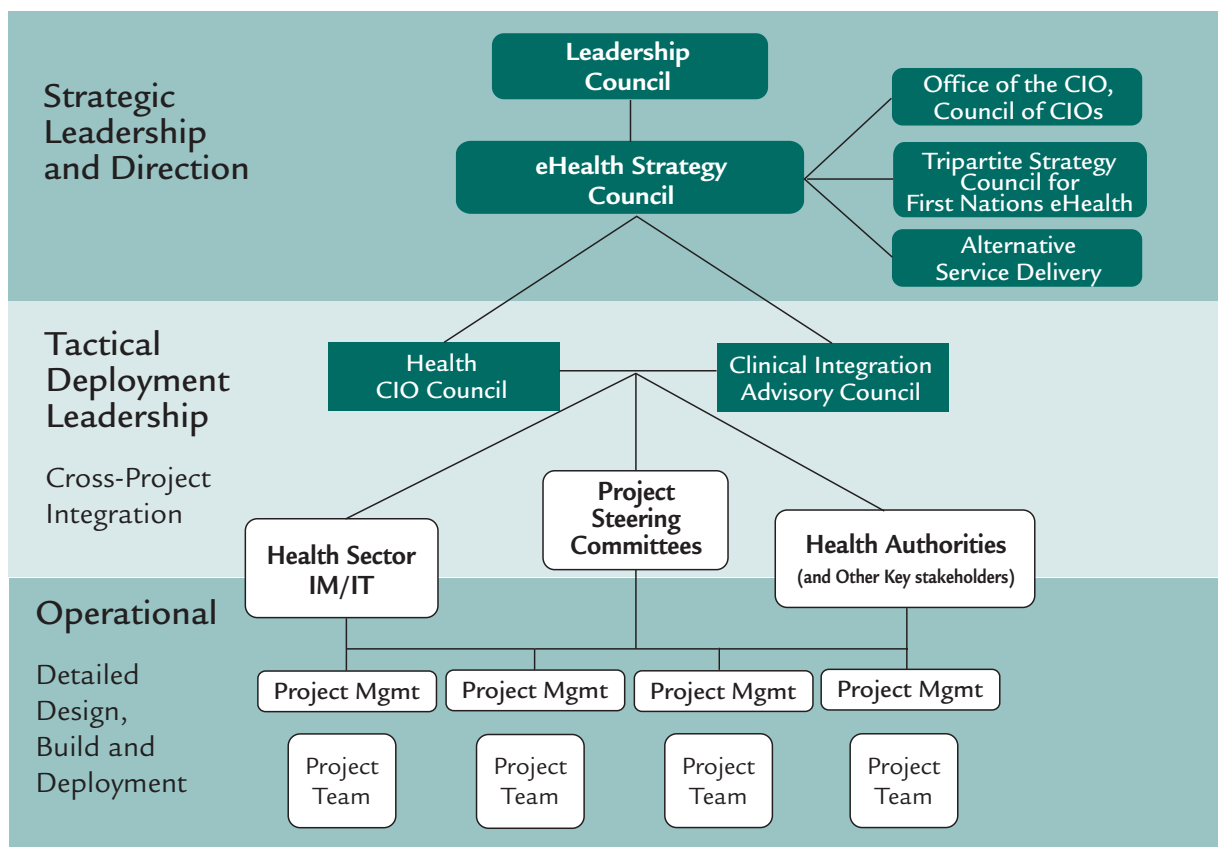 Strategic
Leadership
and Direction
Leadership
Council
eHealth Strategy
Council
Office of the CIO,
Council of CIOs
Tripartite Strategy
Council for
First Nations eHealth
Alternative
Service Delivery
Tactical
Deployment
Leadership
Cross-Project
Integration
Health
CIO Council
Clinical Integration
Advisory Council
Health Sector
IM/IT
Project
Steering
Committees
Health Authorities
(and Other Key stakeholders)
Operational
Detailed
Design,
Build and
Deployment
Project Mgmt
Project Mgmt
Project Mgmt
Project Mgmt
Project
Team
Project
Team
Project
Team
Project
Team